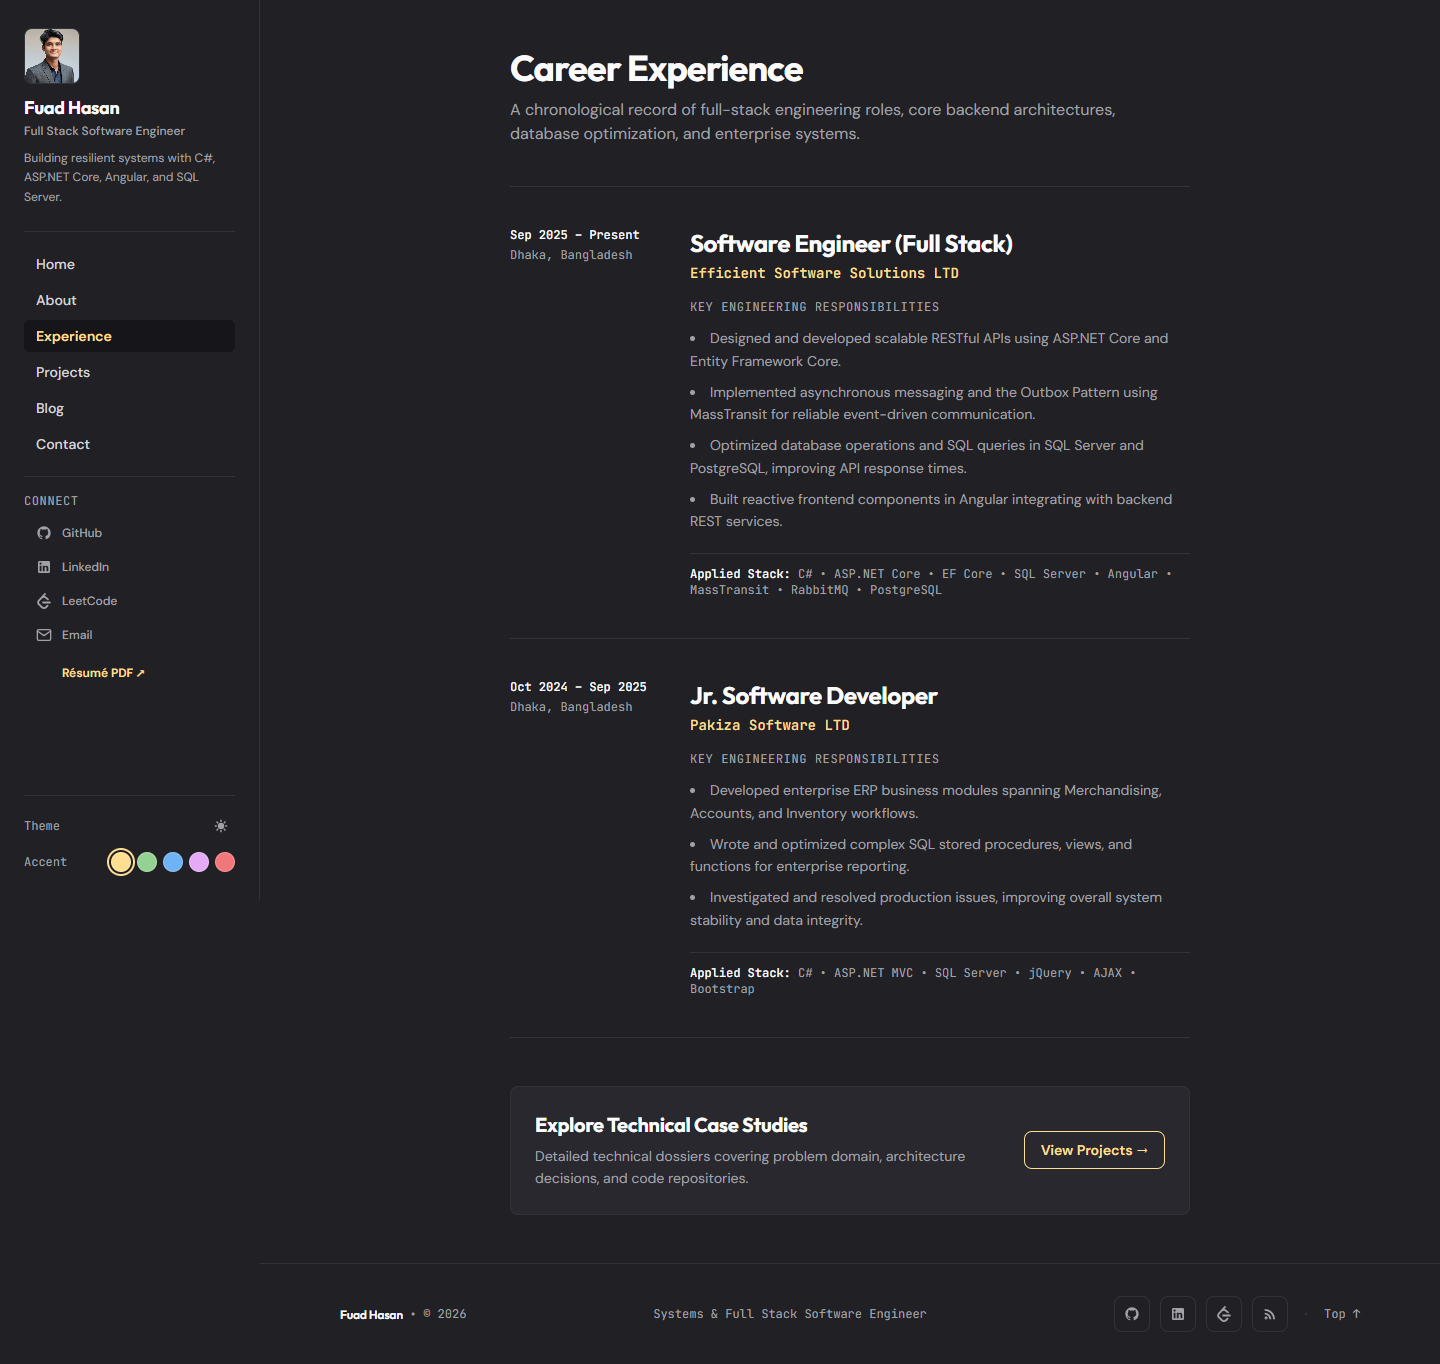 Fuad Hasan
Full Stack Software Engineer
Building resilient systems with C#,
ASP.NET Core, Angular, and SQL
Server.
Home
About
Experience
Projects
Blog
Contact
CONNECT
GitHub
LinkedIn
LeetCode
Email
Résumé PDF ↗
Theme
Accent
Career Experience
A chronological record of full-stack engineering roles, core backend architectures,
database optimization, and enterprise systems.
Sep 2025 – Present
Dhaka, Bangladesh
Software Engineer (Full Stack)
Efficient Software Solutions LTD
KEY ENGINEERING RESPONSIBILITIES
• Designed and developed scalable RESTful APIs using ASP.NET Core and
Entity Framework Core.
• Implemented asynchronous messaging and the Outbox Pattern using
MassTransit for reliable event-driven communication.
• Optimized database operations and SQL queries in SQL Server and
PostgreSQL, improving API response times.
• Built reactive frontend components in Angular integrating with backend
REST services.
Applied Stack: C# • ASP.NET Core • EF Core • SQL Server • Angular •
MassTransit • RabbitMQ • PostgreSQL
Oct 2024 – Sep 2025
Dhaka, Bangladesh
Jr. Software Developer
Pakiza Software LTD
KEY ENGINEERING RESPONSIBILITIES
• Developed enterprise ERP business modules spanning Merchandising,
Accounts, and Inventory workflows.
• Wrote and optimized complex SQL stored procedures, views, and
functions for enterprise reporting.
• Investigated and resolved production issues, improving overall system
stability and data integrity.
Applied Stack: C# • ASP.NET MVC • SQL Server • jQuery • AJAX •
Bootstrap
Explore Technical Case Studies
Detailed technical dossiers covering problem domain, architecture
decisions, and code repositories.
View Projects →
Fuad Hasan • © 2026
Systems & Full Stack Software Engineer
Top ↑